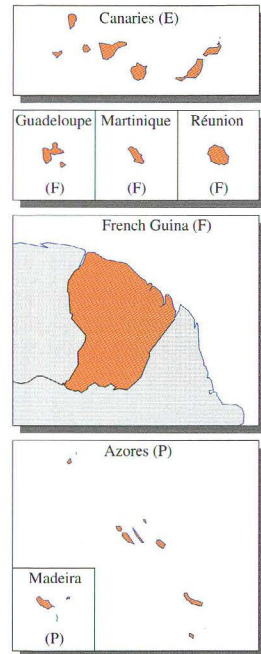 Canaries (E)
Guadeloupe
(F)
Martinique
(F)
Réunion
(F)
French Guina (F)
Azores (P)
Madeira
(P)